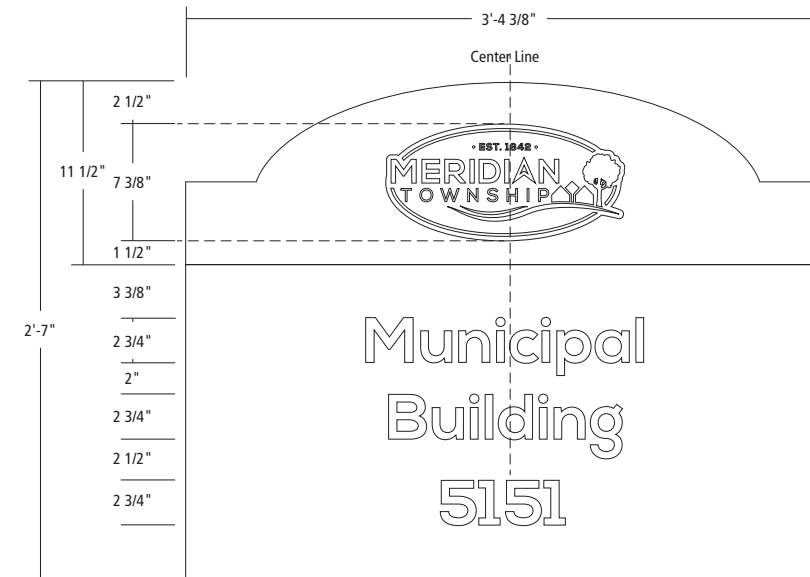 3'-4 3/8"
Center Line
2 1/2"
11 1/2"
7 3/8"
1 1/2"
3 3/8"
2'-7"
2 3/4"
2"
2 3/4"
2 1/2"
2 3/4"
• EST. 1842 •
MERIDIAN
TOWNSHIP
Municipal
Building
5151